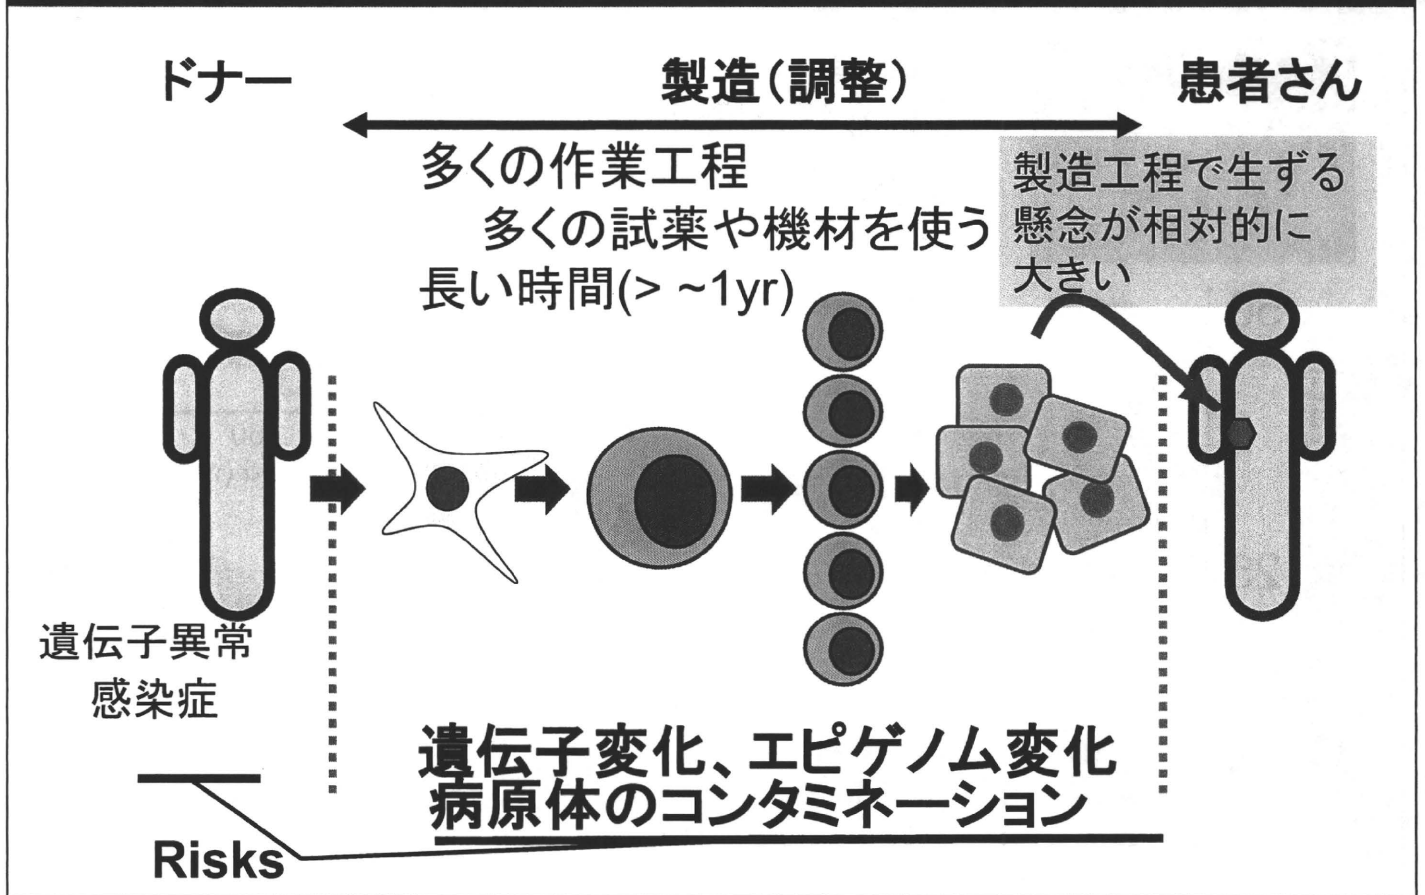 ドナー
製造(調整)
患者さん
多くの作業工程
多くの試薬や機材を使う
長い時間(> ~1yr)
製造工程で生ずる
懸念が相対的に
大きい
遺伝子異常
感染症
遺伝子変化、エピゲノム変化
病原体のコンタミネーション
Risks